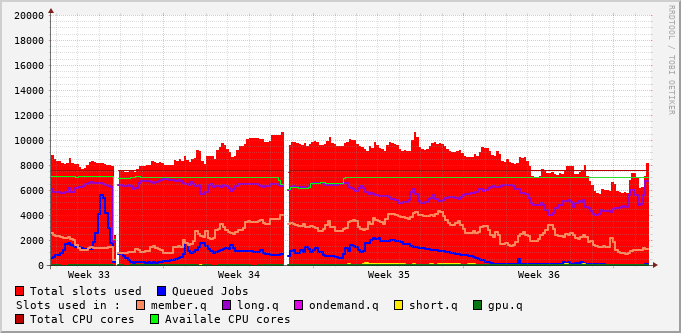 20000
18000
16000
14000
12000
10000
8000
6000
4000
2000
0
Week 33 Week 34 Week 35 Week 36
Total slots used Queued Jobs
Slots used in : member.q long.q ondemand.q short.q gpu.q
Total CPU cores Availale CPU cores
RRDTOOL / TOBI OETIKER